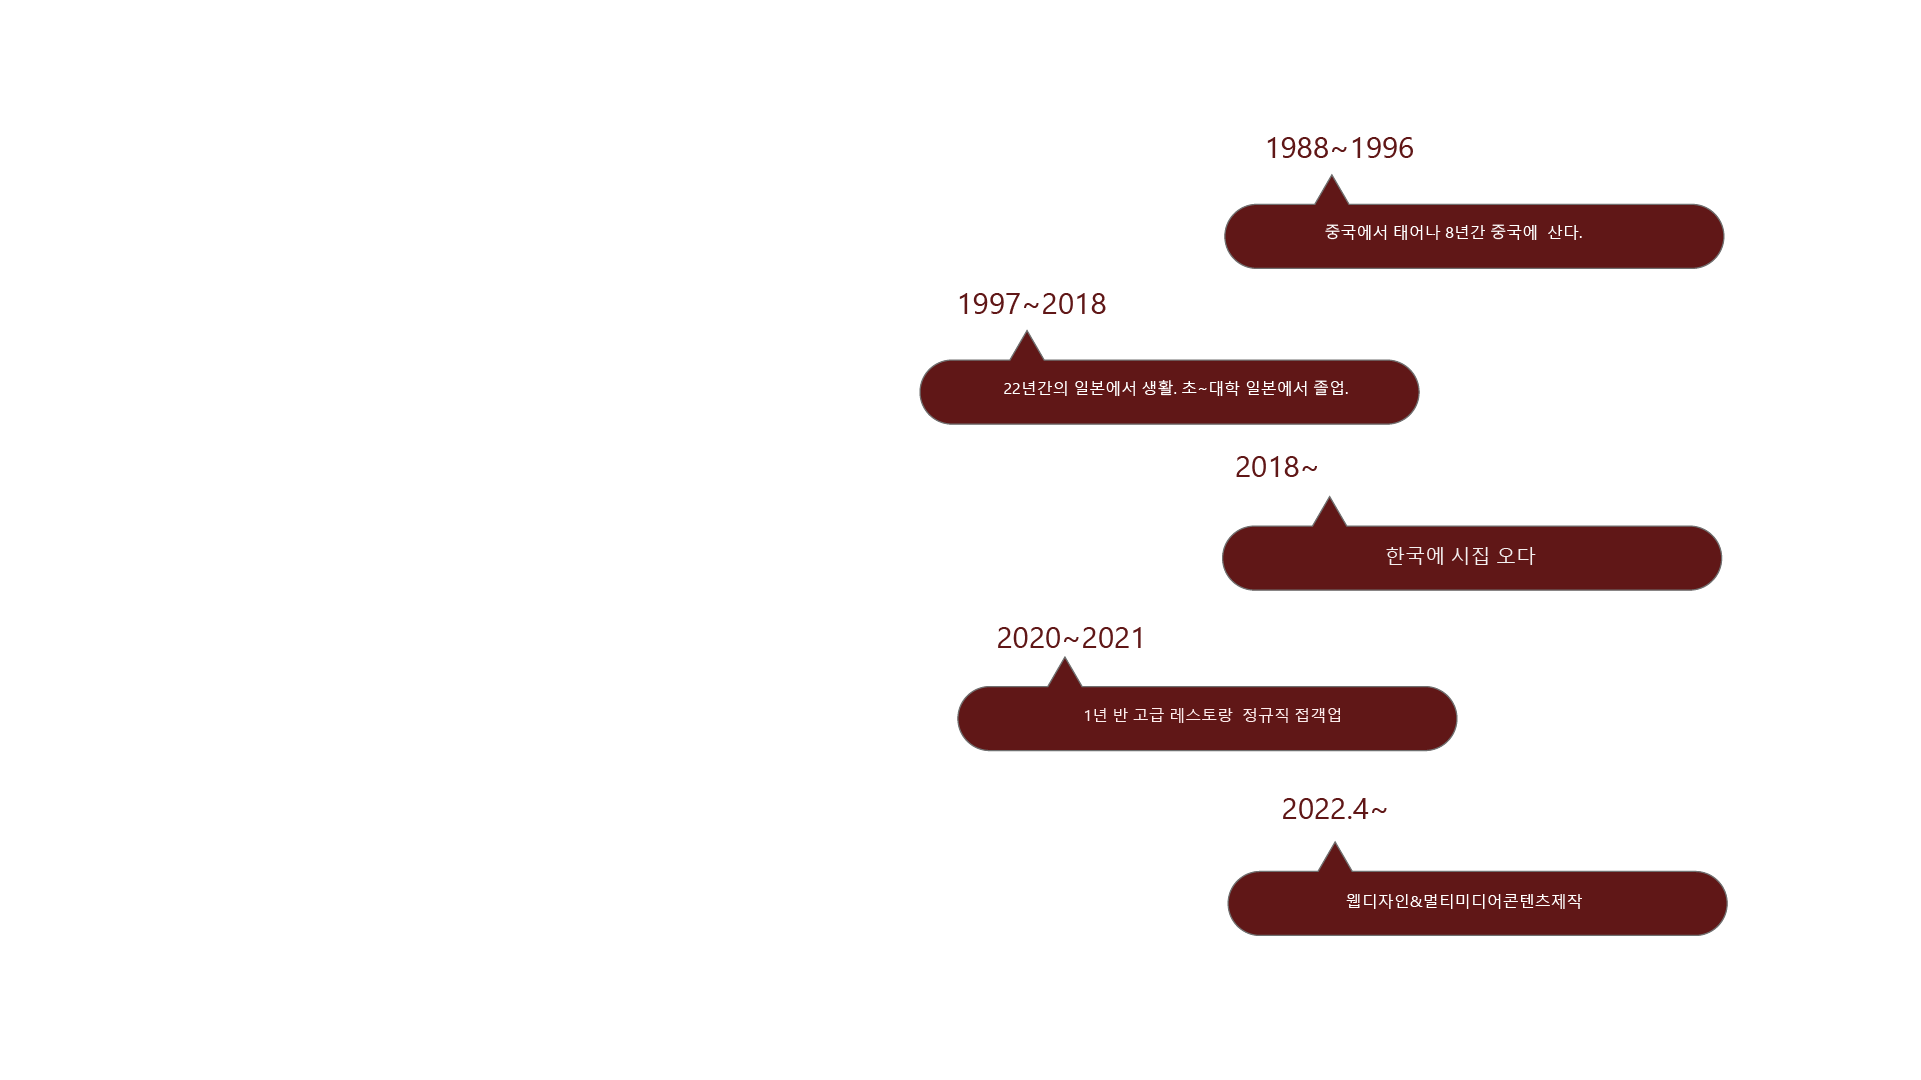 1988~1996
중국에서 태어나 8년간 중국에  산다.
1997~2018
22년간의 일본에서 생활. 초~대학 일본에서 졸업.
2018~
한국에 시집 오다
2020~2021
1년 반 고급 레스토랑  정규직 접객업
2022.4~
웹디자인&멀티미디어콘텐츠제작